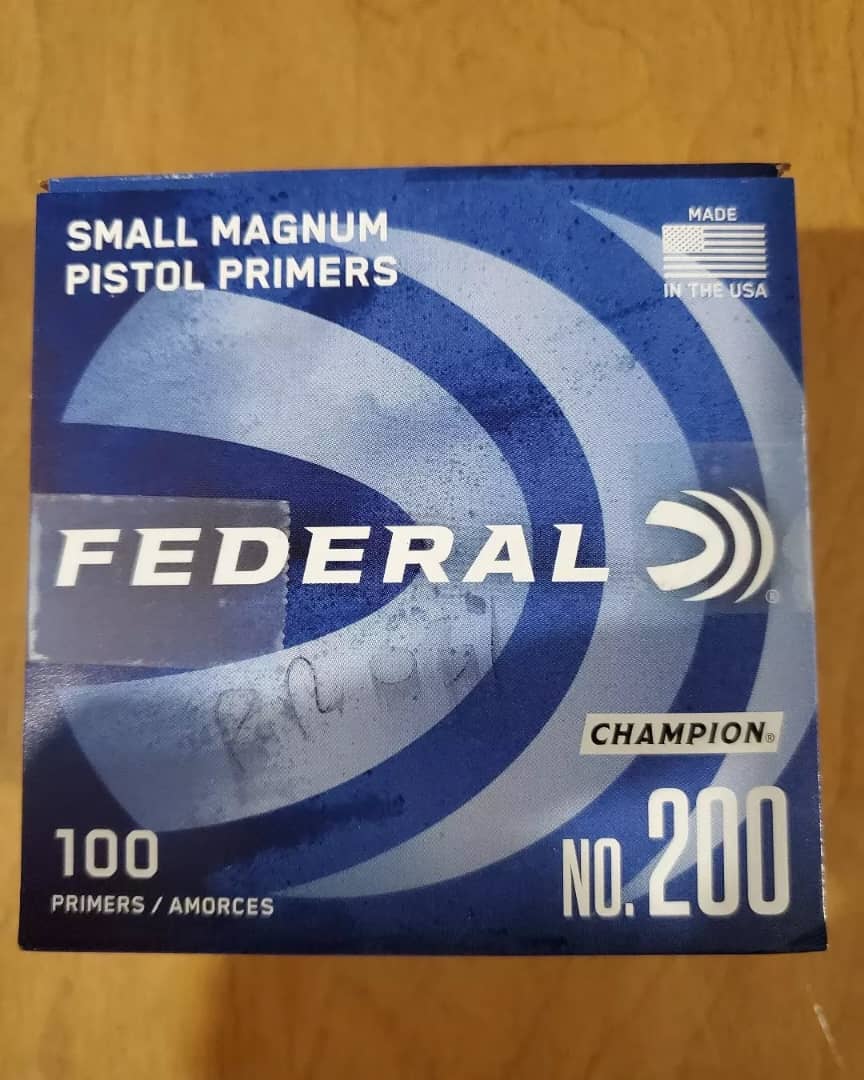 SMALL MAGNUM
PISTOL PRIMERS
MADE
IN THE USA
FEDERAL
®
CHAMPION®
100
PRIMERS / AMORCES
NO. 200